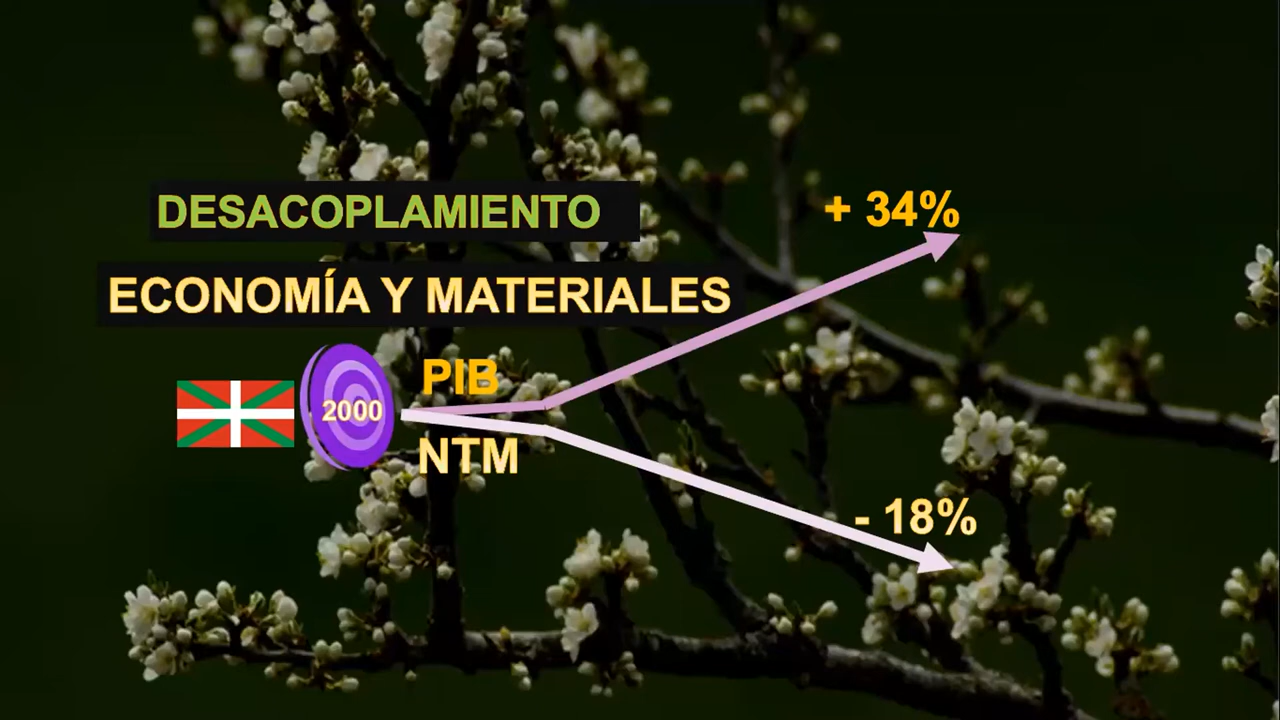 DESACOPLAMIENTO
ECONOMÍA Y MATERIALES
+ 34%
PIB
2000
NTM
- 18%